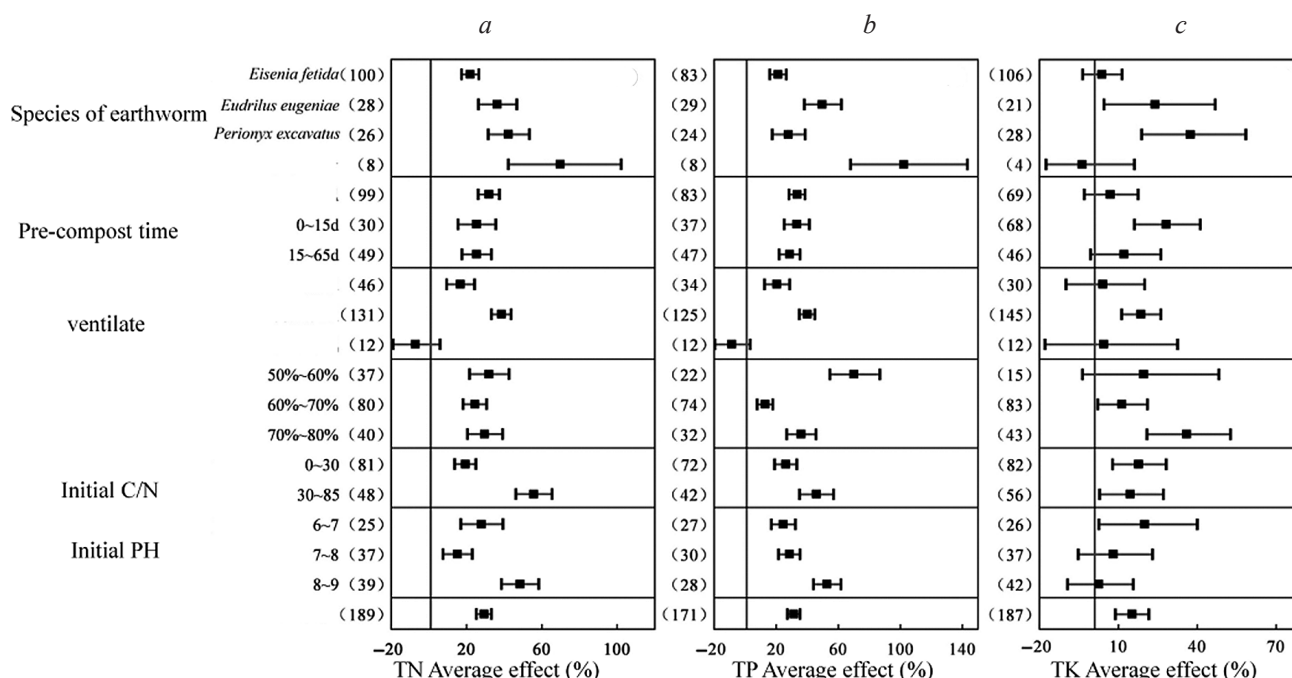 a b c
Eisenia fetida (100) (83) (106)
Species of earthworm Eudrilus eugeniae (28) (29) (21)
Perionyx excavatus (26) (24) (28)
(8) (8) (4)
(99) (83) (69)
Pre-compost time 0~15d (30) (37) (68)
15~65d (49) (47) (46)
(46) (34) (30)
ventilate (131) (125) (145)
(12) (12) (12)
50%~60% (37) (22) (15)
60%~70% (80) (74) (83)
70%~80% (40) (32) (43)
0~30 (81) (72) (82)
Initial C/N 30~85 (48) (42) (56)
6~7 (25) (27) (26)
Initial PH 7~8 (37) (30) (37)
8~9 (39) (28) (42)
(189) (171) (187)
−20 20 60 100 −20 20 60 100 140 −20 10 40 70
TN Average effect (%) TP Average effect (%) TK Average effect (%)